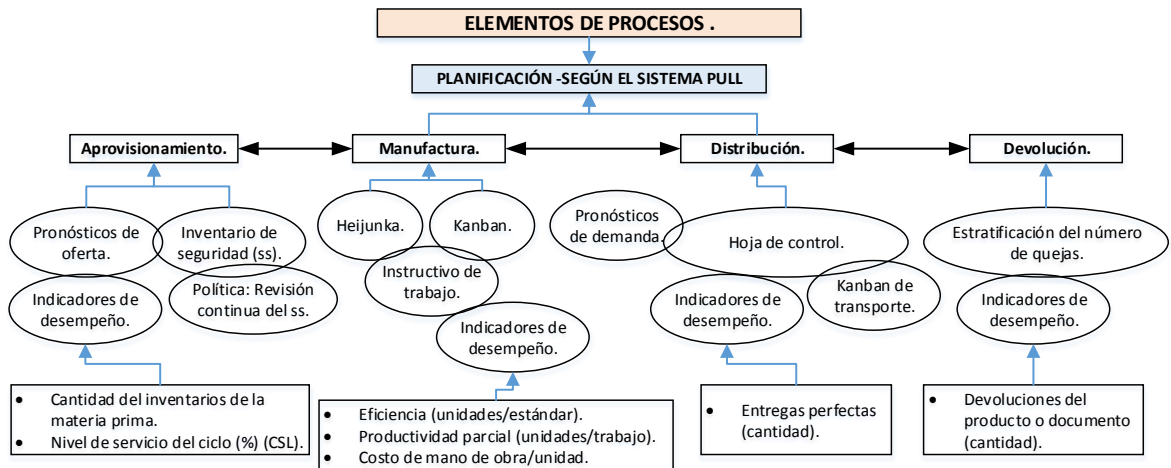 ELEMENTOS DE PROCESOS .
PLANIFICACIÓN -SEGÚN EL SISTEMA PULL
Aprovisionamiento.
Manufactura.
Distribución.
Devolución.
Pronósticos de
oferta.
Inventario de
seguridad (ss).
Política: Revisión
continua del ss.
Indicadores de
desempeño.
Heijunka.
Kanban.
Instructivo de
trabajo.
Indicadores de
desempeño.
Pronósticos
de demanda.
Hoja de control.
Kanban de
transporte.
Indicadores de
desempeño.
Estratificación del número
de quejas.
Indicadores de
desempeño.
• Cantidad del inventarios de la
materia prima.
• Nivel de servicio del ciclo (%) (CSL).
• Eficiencia (unidades/estándar).
• Productividad parcial (unidades/trabajo).
• Costo de mano de obra/unidad.
• Entregas perfectas
(cantidad).
• Devoluciones del
producto o documento
(cantidad).